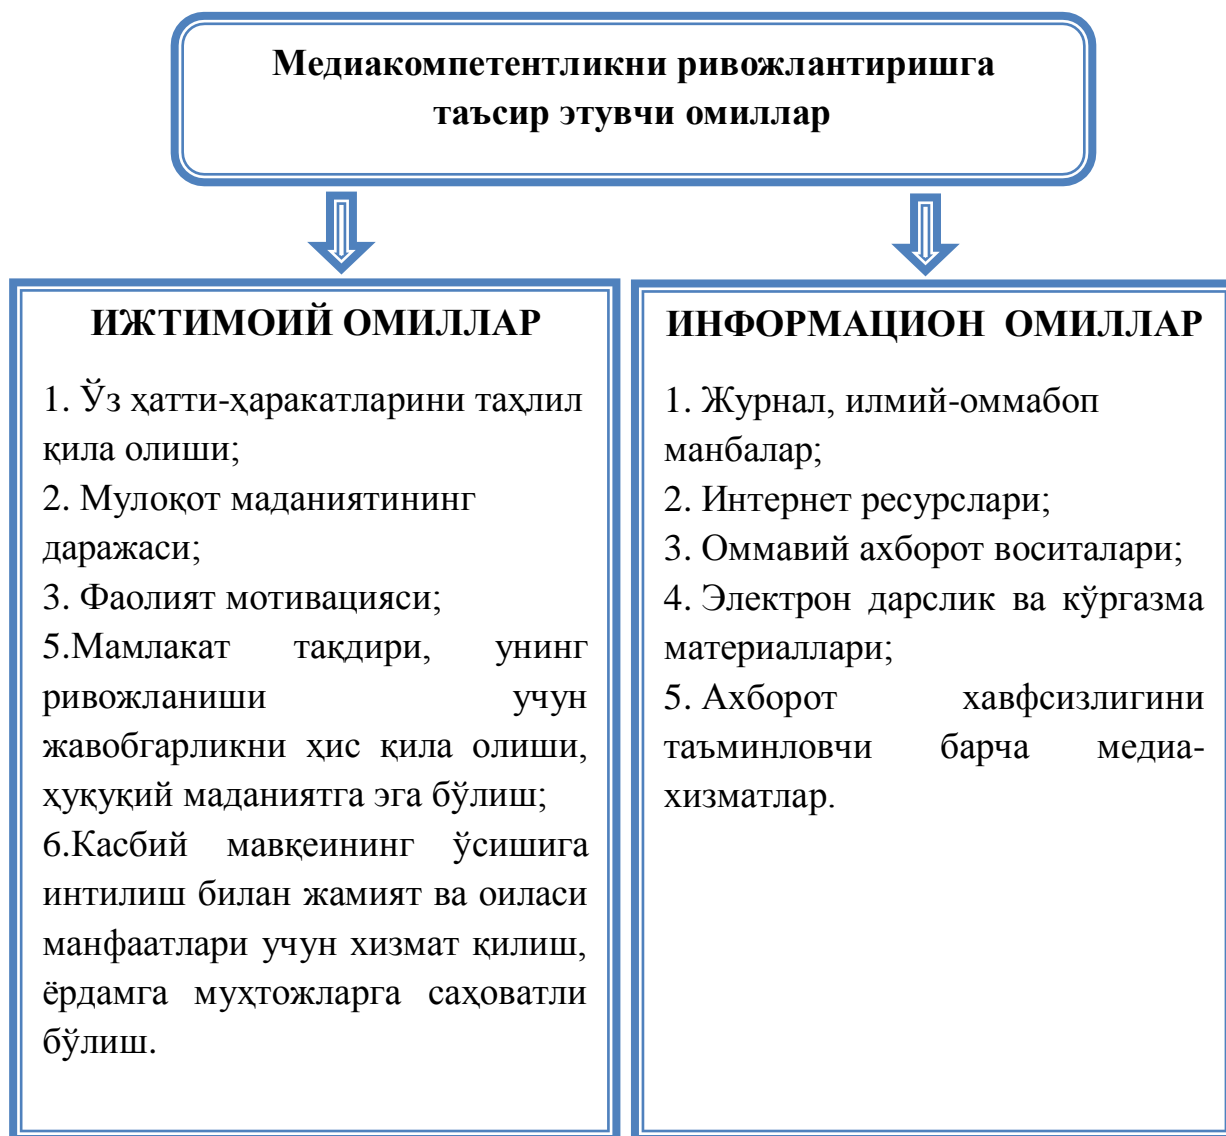 Медиакомпетентликни ривожлантиришга
таъсир этувчи омиллар
ИЖТИМОИЙ ОМИЛЛАР
1. Ўз ҳатти-ҳаракатларини таҳлил
қила олиши;
2. Мулоқот маданиятининг
даражаси;
3. Фаолият мотивацияси;
5.Мамлакат тақдири, унинг
ривожланиши учун
жавобгарликни ҳис қила олиши,
ҳуқуқий маданиятга эга бўлиш;
6.Касбий мавқеининг ўсишига
интилиш билан жамият ва оиласи
манфаатлари учун хизмат қилиш,
ёрдамга муҳтожларга саҳоватли
бўлиш.
ИНФОРМАЦИОН ОМИЛЛАР
1. Журнал, илмий-оммабоп
манбалар;
2. Интернет ресурслари;
3. Оммавий ахборот воситалари;
4. Электрон дарслик ва кўргазма
материаллари;
5. Ахборот хавфсизлигини
таъминловчи барча медиа-
хизматлар.